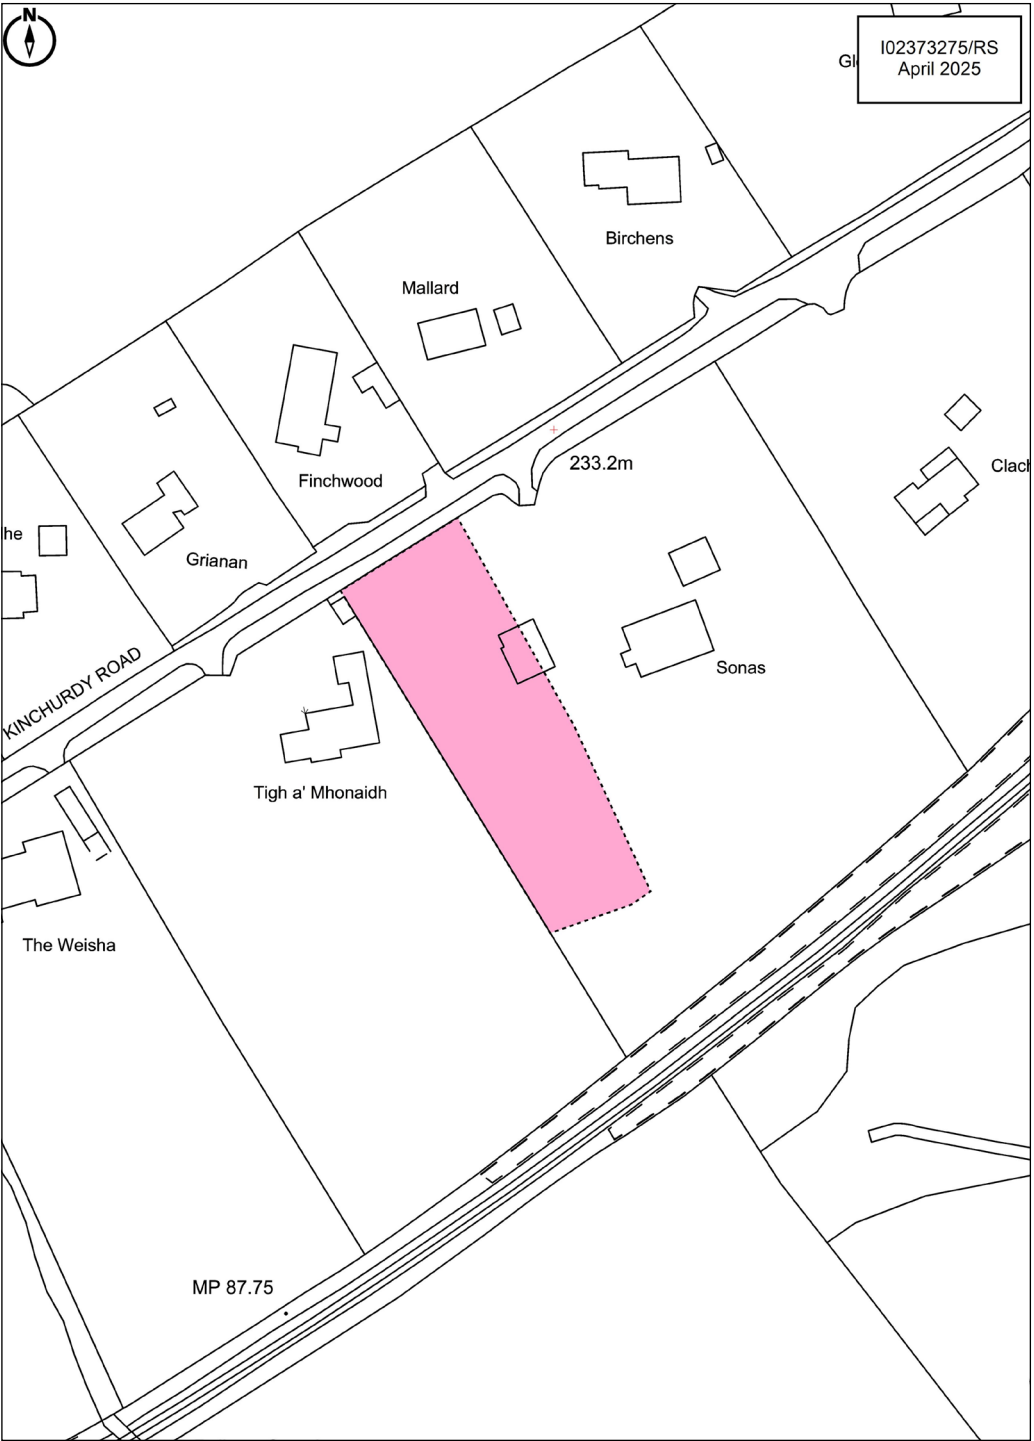 N
I02373275/RS
April 2025
Birchens
Mallard
233.2m
Finchwood
Grianan
KINCHURDY ROAD
Sonas
Tigh a' Mhonaidh
The Weisha
MP 87.75